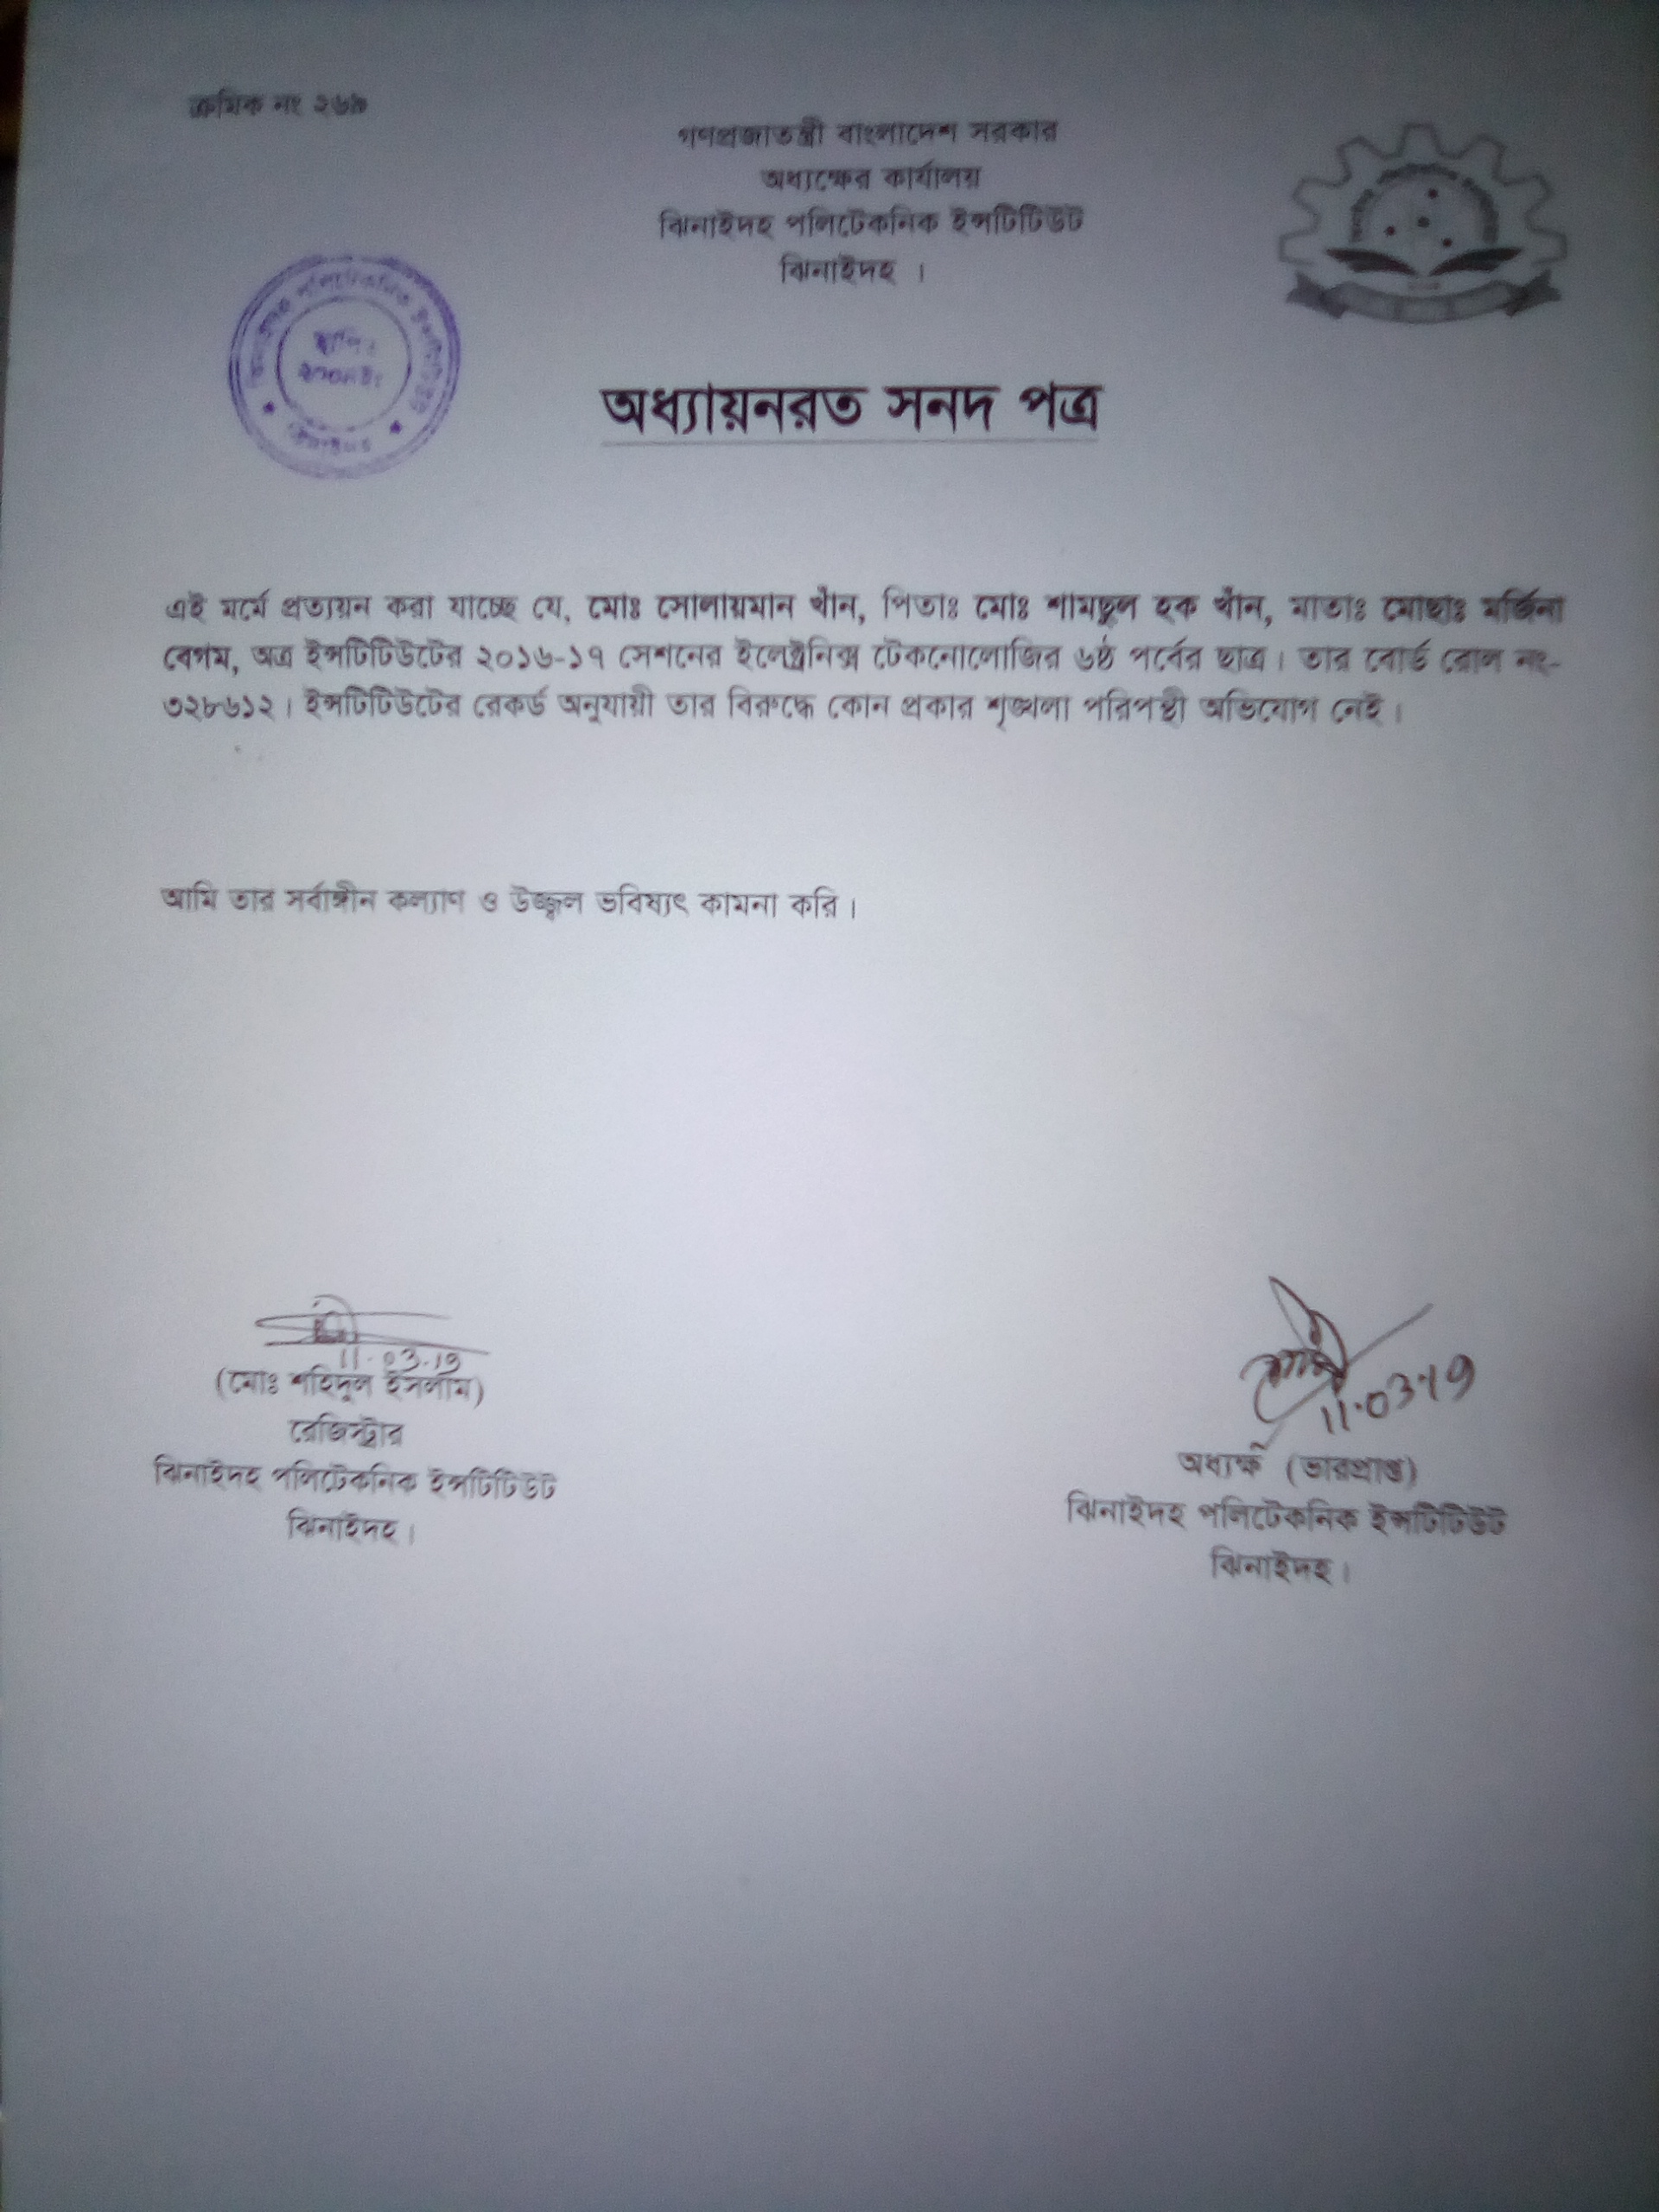 ক্রমিক নং ২৬৯
গণপ্রজাতন্ত্রী বাংলাদেশ সরকার
অধ্যক্ষের কার্যালয়
ঝিনাইদহ পলিটেকনিক ইন্সটিটিউট
ঝিনাইদহ ।
পলিটেকনিক
অধ্যায়নরত সনদ পত্র
এই মর্মে প্রত্যয়ন করা যাচ্ছে যে, মোঃ সোলায়মান খাঁন, পিতাঃ মোঃ শামছুল হক খাঁন, মাতাঃ মোছাঃ মর্জিনা
বেগম, অত্র ইন্সটিটিউটের ২০১৬-১৭ সেশনের ইলেক্ট্রনিক্স টেকনোলোজির ৬ষ্ঠ পর্বের ছাত্র। তার বোর্ড রোল নং-
৩২৮৬১২। ইন্সটিটিউটের রেকর্ড অনুযায়ী তার বিরুদ্ধে কোন প্রকার শৃঙ্খলা পরিপন্থী অভিযোগ নেই।
আমি তার সর্বাঙ্গীন কল্যাণ ও উজ্জ্বল ভবিষ্যৎ কামনা করি।
11.03.19
(মোঃ শহিদুল ইসলাম)
রেজিস্ট্রার
ঝিনাইদহ পলিটেকনিক ইন্সটিটিউট
ঝিনাইদহ।
11.03.19
অধ্যক্ষ (ভারপ্রাপ্ত)
ঝিনাইদহ পলিটেকনিক ইন্সটিটিউট
ঝিনাইদহ।